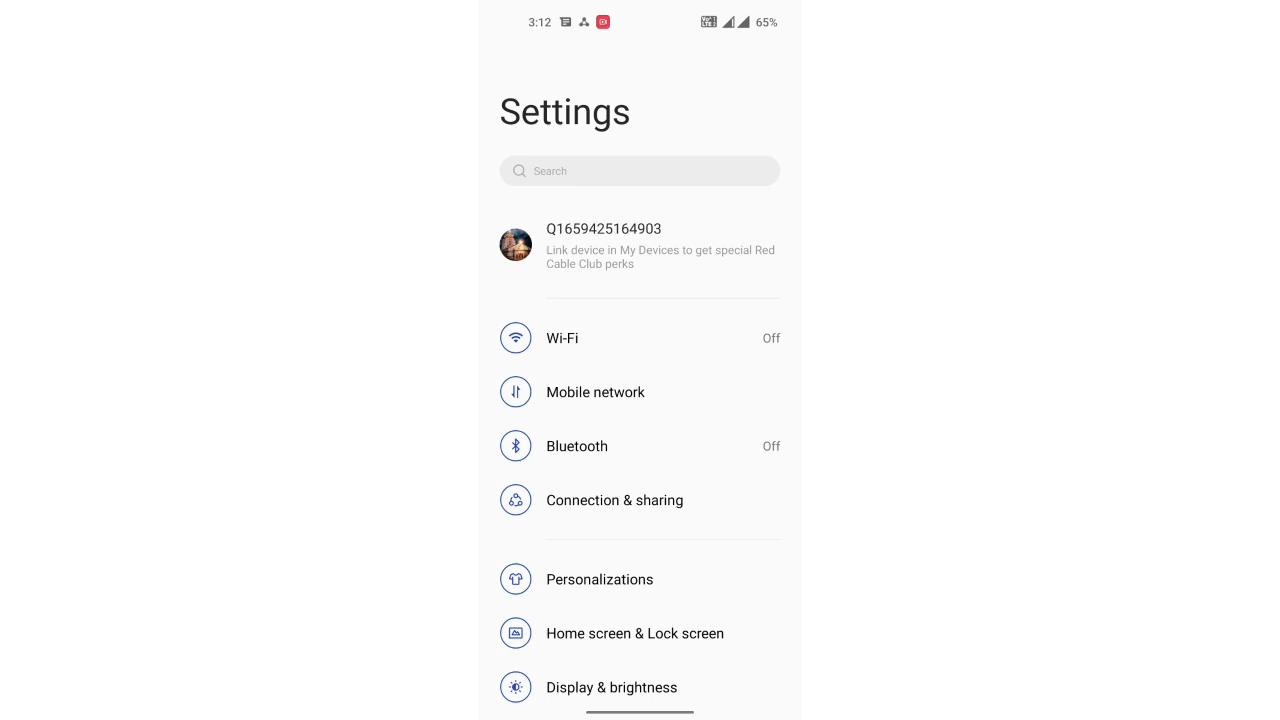 3:12 65%
Settings
Search
Q1659425164903
Link device in My Devices to get special Red
Cable Club perks
Wi-Fi Off
Mobile network
Bluetooth Off
Connection & sharing
Personalizations
Home screen & Lock screen
Display & brightness